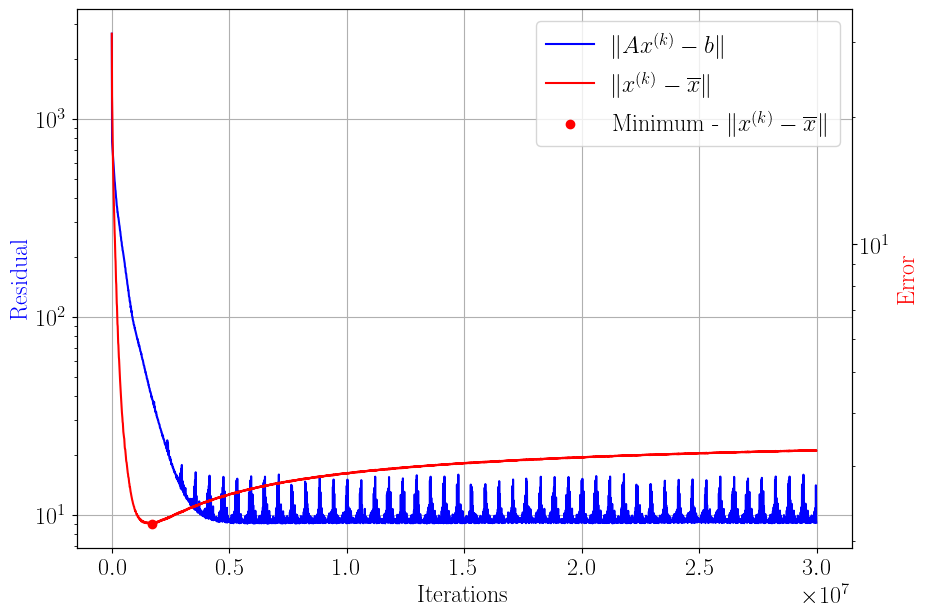 ‖Ax^{(k)} − b‖
‖x^{(k)} − x̅‖
Minimum - ‖x^{(k)} − x̅‖
10^3
10^2
10^1
Residual
10^1
Error
0.0 0.5 1.0 1.5 2.0 2.5 3.0
Iterations
×10^7